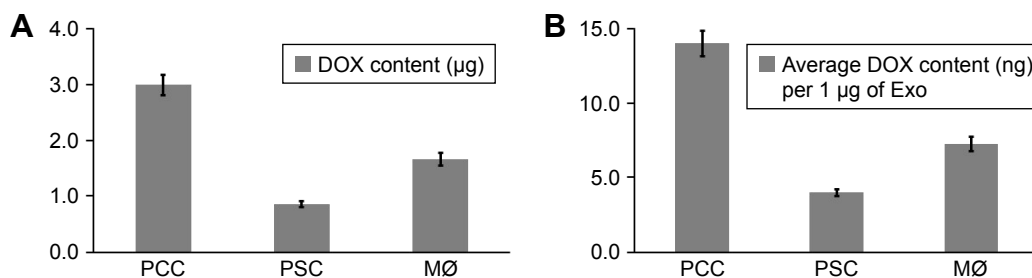 A
4.0
3.0
2.0
1.0
0.0
DOX content (µg)
PCC
PSC
MØ
B
15.0
10.0
5.0
0.0
Average DOX content (ng)
per 1 µg of Exo
PCC
PSC
MØ